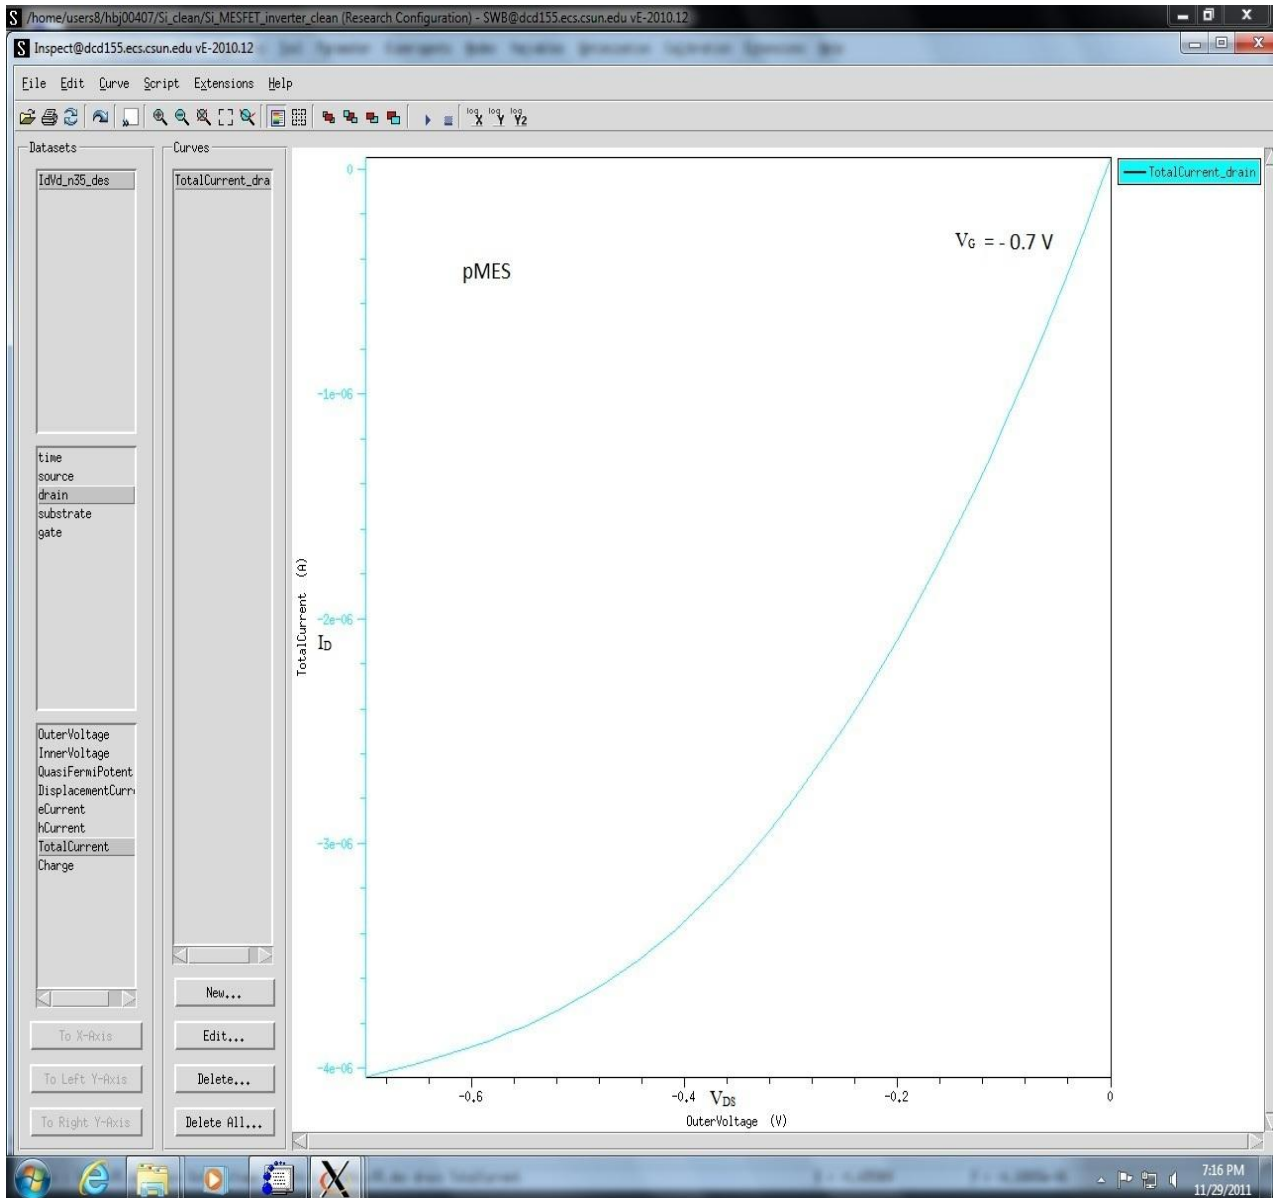 /home/users8/hbj00407/Si_clean/Si_MESFET_inverter_clean (Research Configuration) - SWB@dcd155.ecs.csun.edu vE-2010.12
Inspect@dcd155.ecs.csun.edu vE-2010.12
File Edit Curve Script Extensions Help
log X log Y log Y2
Datasets
Curves
IdVd_n35_des
TotalCurrent_dra
time
source
drain
substrate
gate
OuterVoltage
InnerVoltage
QuasiFermiPotent
DisplacementCurr
eCurrent
hCurrent
TotalCurrent
Charge
To X-Axis
To Left Y-Axis
To Right Y-Axis
New...
Edit...
Delete...
Delete All...
TotalCurrent_drain
VG = - 0.7 V
pMES
0
-1e-06
-2e-06
-3e-06
-4e-06
TotalCurrent (A)
ID
-0.6
-0.4
-0.2
0
VDS
OuterVoltage (V)
7:16 PM
11/29/2011